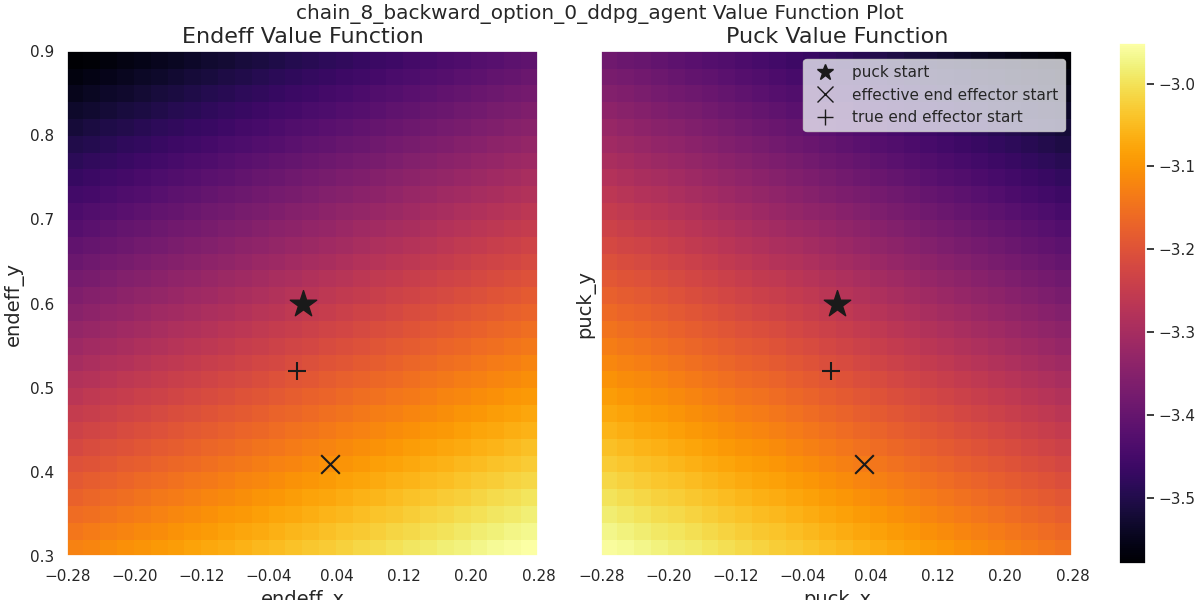 chain_8_backward_option_0_ddpg_agent Value Function Plot
Endeff Value Function
Puck Value Function
puck start
effective end effector start
true end effector start
0.9
0.8
0.7
0.6
0.5
0.4
0.3
endeff_y
−0.28 −0.20 −0.12 −0.04 0.04 0.12 0.20 0.28
endeff_x
puck_y
−0.28 −0.20 −0.12 −0.04 0.04 0.12 0.20 0.28
puck_x
−3.0
−3.1
−3.2
−3.3
−3.4
−3.5